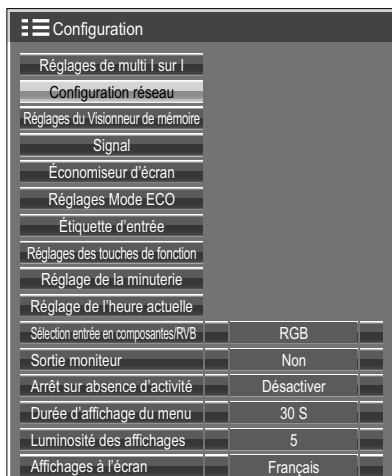 Configuration
Réglages de multi I sur I
Configuration réseau
Réglages du Visionneur de mémoire
Signal
Économiseur d'écran
Réglages Mode ECO
Étiquette d'entrée
Réglages des touches de fonction
Réglage de la minuterie
Réglage de l'heure actuelle
Sélection entrée en composantes/RVB RGB
Sortie moniteur Non
Arrêt sur absence d'activité Désactiver
Durée d'affichage du menu 30 S
Luminosité des affichages 5
Affichages à l'écran Français